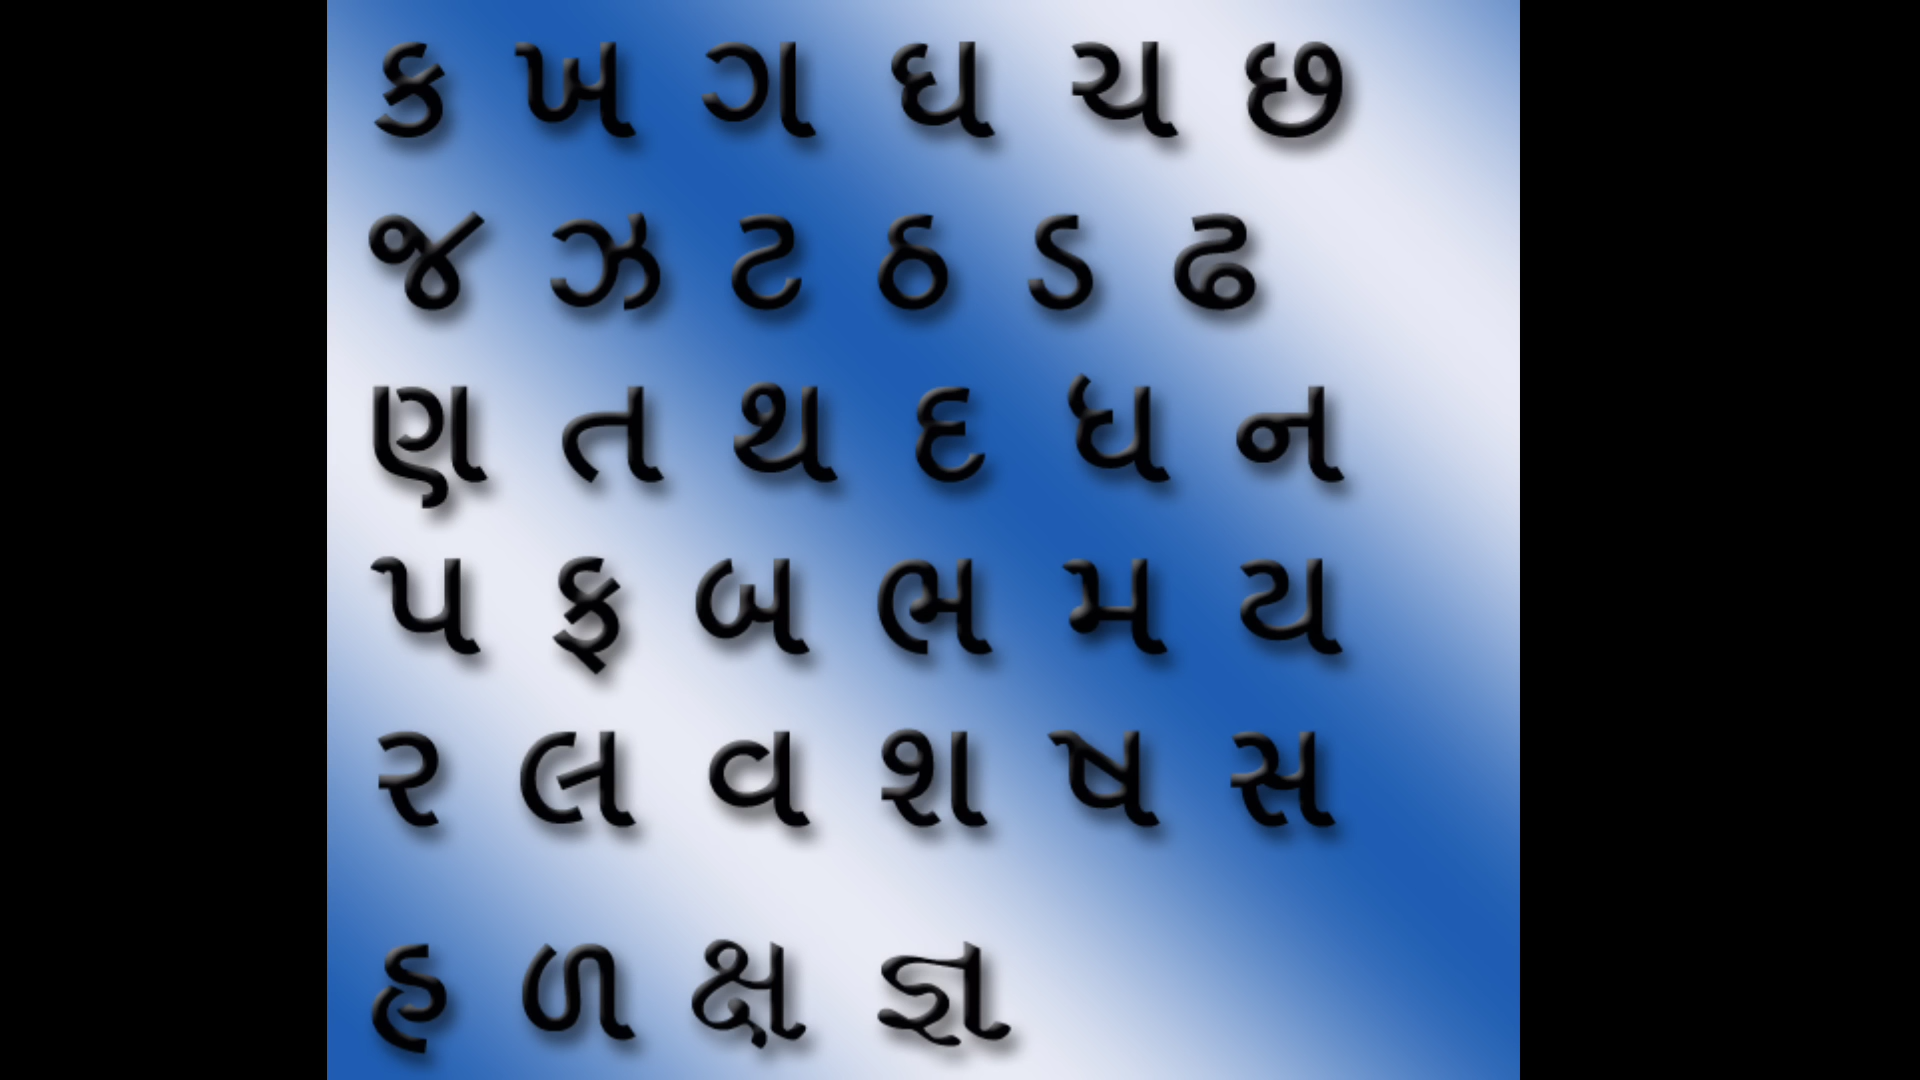 ક ખ ગ ઘ ચ છ
જ ઝ ટ ઠ ડ ઢ
ણ ત થ દ ધ ન
પ ફ બ ભ મ ય
ર લ વ શ ષ સ
હ ળ ક્ષ જ્ઞ